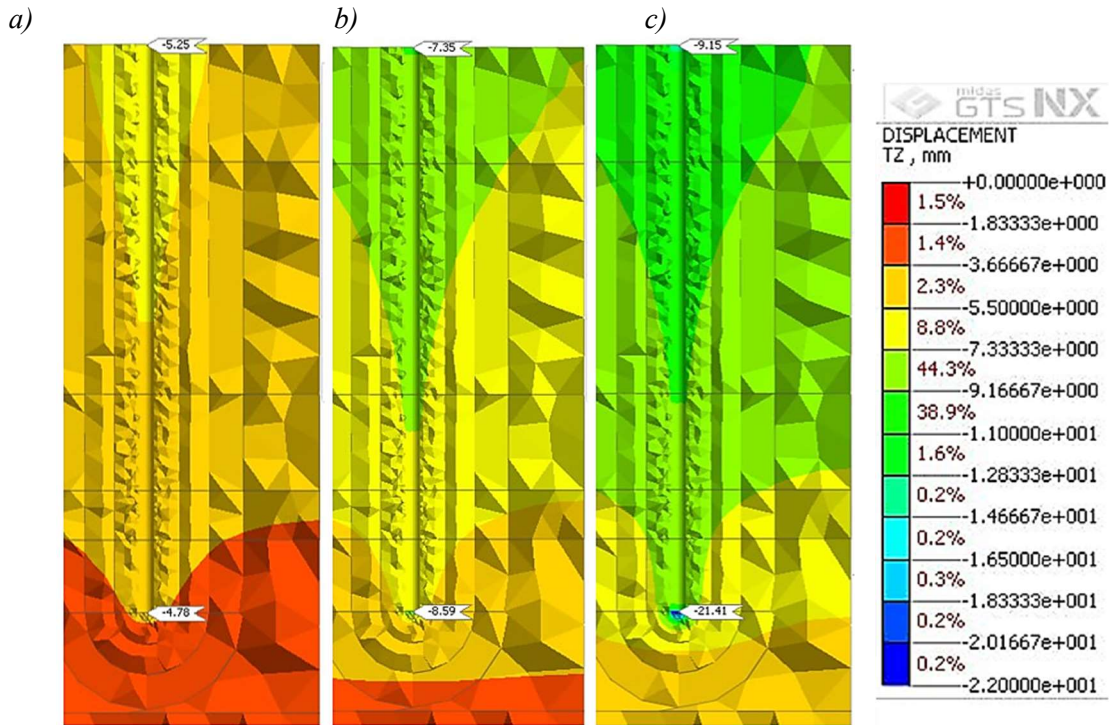 a) b) c)
-5.25 -7.35 -9.15
midas
GTS NX
DISPLACEMENT
TZ , mm
+0.00000e+000
1.5%
-1.83333e+000
1.4%
-3.66667e+000
2.3%
-5.50000e+000
8.8%
-7.33333e+000
44.3%
-9.16667e+000
38.9%
-1.10000e+001
1.6%
-1.28333e+001
0.2%
-1.46667e+001
0.2%
-1.65000e+001
0.3%
-1.83333e+001
0.2%
-2.01667e+001
0.2%
-2.20000e+001
-4.78 -8.59 -21.41